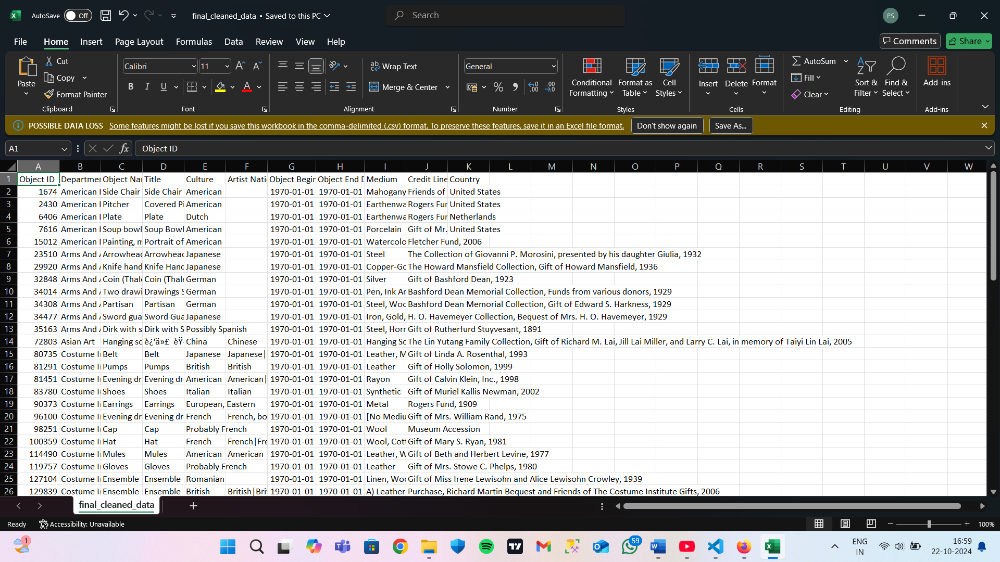 AutoSave Off final_cleaned_data • Saved to this PC Search PS
File Home Insert Page Layout Formulas Data Review View Help Comments Share
Paste Cut Copy Format Painter Clipboard
Calibri 11 B I U A Font
Wrap Text Merge & Center Alignment
General % Number
Conditional Formatting Format as Table Cell Styles Styles
Insert Delete Format Cells
AutoSum Fill Clear Sort & Filter Find & Select Editing
Add-ins Add-ins
POSSIBLE DATA LOSS Some features might be lost if you save this workbook in the comma-delimited (.csv) format. To preserve these features, save it in an Excel file format. Don't show again Save As...
A1 fx Object ID
A B C D E F G H I J K L M N O P Q R S T U V W
1 Object ID Departmer Object Nar Title Culture Artist Nati Object Begir Object End D Medium Credit Line Country
2 1674 American I Side Chair Side Chair American 1970-01-01 1970-01-01 Mahogany Friends of United States
3 2430 American I Pitcher Covered Pi American 1970-01-01 1970-01-01 Earthenwa Rogers Fur United States
4 6406 American I Plate Plate Dutch 1970-01-01 1970-01-01 Earthenwa Rogers Fur Netherlands
5 7616 American I Soup bowl Soup Bowl American 1970-01-01 1970-01-01 Porcelain Gift of Mr. United States
6 15012 American I Painting, m Portrait of American 1970-01-01 1970-01-01 Watercolo Fletcher Fund, 2006
7 23510 Arms And A Arrowhead Arrowhead Japanese 1970-01-01 1970-01-01 Steel The Collection of Giovanni P. Morosini, presented by his daughter Giulia, 1932
8 29920 Arms And A Knife hand Knife Hand Japanese 1970-01-01 1970-01-01 Copper-Go The Howard Mansfield Collection, Gift of Howard Mansfield, 1936
9 32848 Arms And A Coin (Thale Coin (Thale German 1970-01-01 1970-01-01 Silver Gift of Bashford Dean, 1923
10 34014 Arms And A Two drawi Drawings S German 1970-01-01 1970-01-01 Pen, Ink Ar Bashford Dean Memorial Collection, Funds from various donors, 1929
11 34308 Arms And A Partisan Partisan German 1970-01-01 1970-01-01 Steel, Woo Bashford Dean Memorial Collection, Gift of Edward S. Harkness, 1929
12 34477 Arms And A Sword gua Sword Gua Japanese 1970-01-01 1970-01-01 Iron, Gold, H. O. Havemeyer Collection, Bequest of Mrs. H. O. Havemeyer, 1929
13 35163 Arms And A Dirk with s Dirk with S Possibly Spanish 1970-01-01 1970-01-01 Steel, Horr Gift of Rutherfurd Stuyvesant, 1891
14 72803 Asian Art Hanging sc è¿‘ä»£ èŸ China Chinese 1970-01-01 1970-01-01 Hanging Sc The Lin Yutang Family Collection, Gift of Richard M. Lai, Jill Lai Miller, and Larry C. Lai, in memory of Taiyi Lin Lai, 2005
15 80735 Costume I Belt Belt Japanese Japanese| 1970-01-01 1970-01-01 Leather, M Gift of Linda A. Rosenthal, 1993
16 81291 Costume I Pumps Pumps British British 1970-01-01 1970-01-01 Leather Gift of Holly Solomon, 1999
17 81451 Costume I Evening dr Evening dr American American| 1970-01-01 1970-01-01 Rayon Gift of Calvin Klein, Inc., 1998
18 83780 Costume I Shoes Shoes Italian Italian 1970-01-01 1970-01-01 Synthetic Gift of Muriel Kallis Newman, 2002
19 90373 Costume I Earrings Earrings European, Eastern 1970-01-01 1970-01-01 Metal Rogers Fund, 1909
20 96100 Costume I Evening dr Evening dr French French, bo 1970-01-01 1970-01-01 [No Mediu Gift of Mrs. William Rand, 1975
21 98251 Costume I Cap Cap Probably French 1970-01-01 1970-01-01 Wool Museum Accession
22 100359 Costume I Hat Hat French French|Fre 1970-01-01 1970-01-01 Wool, Cott Gift of Mary S. Ryan, 1981
23 114490 Costume I Mules Mules American American 1970-01-01 1970-01-01 Leather, W Gift of Beth and Herbert Levine, 1977
24 119757 Costume I Gloves Gloves Probably French 1970-01-01 1970-01-01 Leather Gift of Mrs. Stowe C. Phelps, 1980
25 127104 Costume I Ensemble Ensemble Romanian 1970-01-01 1970-01-01 Linen, Woo Gift of Miss Irene Lewisohn and Alice Lewisohn Crowley, 1939
26 129839 Costume I Ensemble Ensemble British British|Brit 1970-01-01 1970-01-01 A) Leather Purchase, Richard Martin Bequest and Friends of The Costume Institute Gifts, 2006
final_cleaned_data
Ready Accessibility: Unavailable 100%
1 59 ENG IN 16:59 22-10-2024